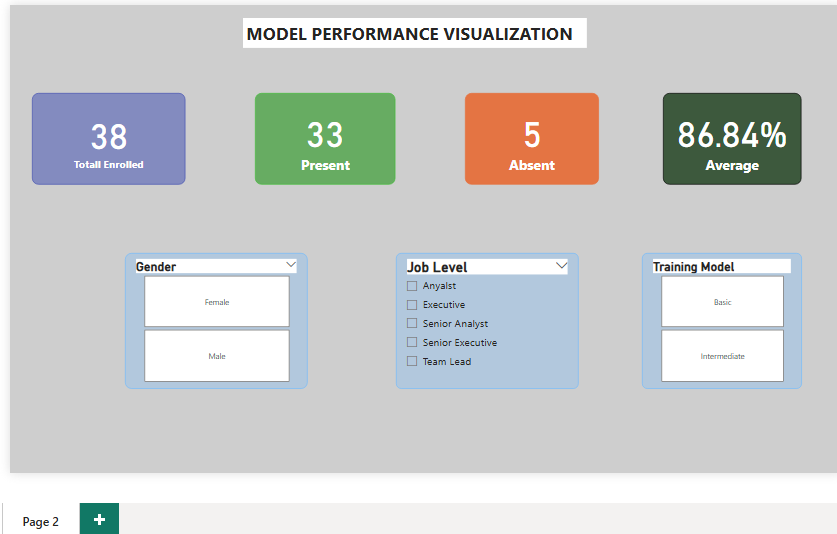 MODEL PERFORMANCE VISUALIZATION
38
Totall Enrolled
33
Present
5
Absent
86.84%
Average
Gender
Female
Male
Job Level
Anyalst
Executive
Senior Analyst
Senior Executive
Team Lead
Training Model
Basic
Intermediate
Page 2
+